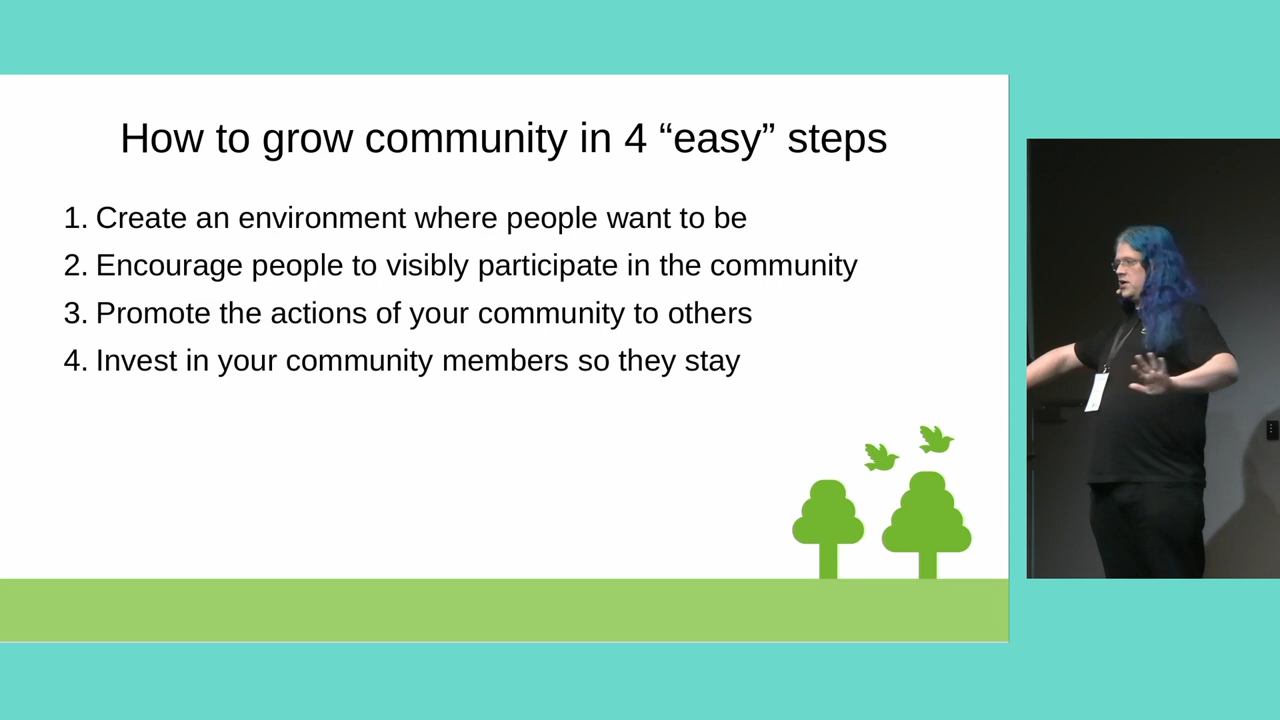 How to grow community in 4 “easy” steps
1. Create an environment where people want to be
2. Encourage people to visibly participate in the community
3. Promote the actions of your community to others
4. Invest in your community members so they stay